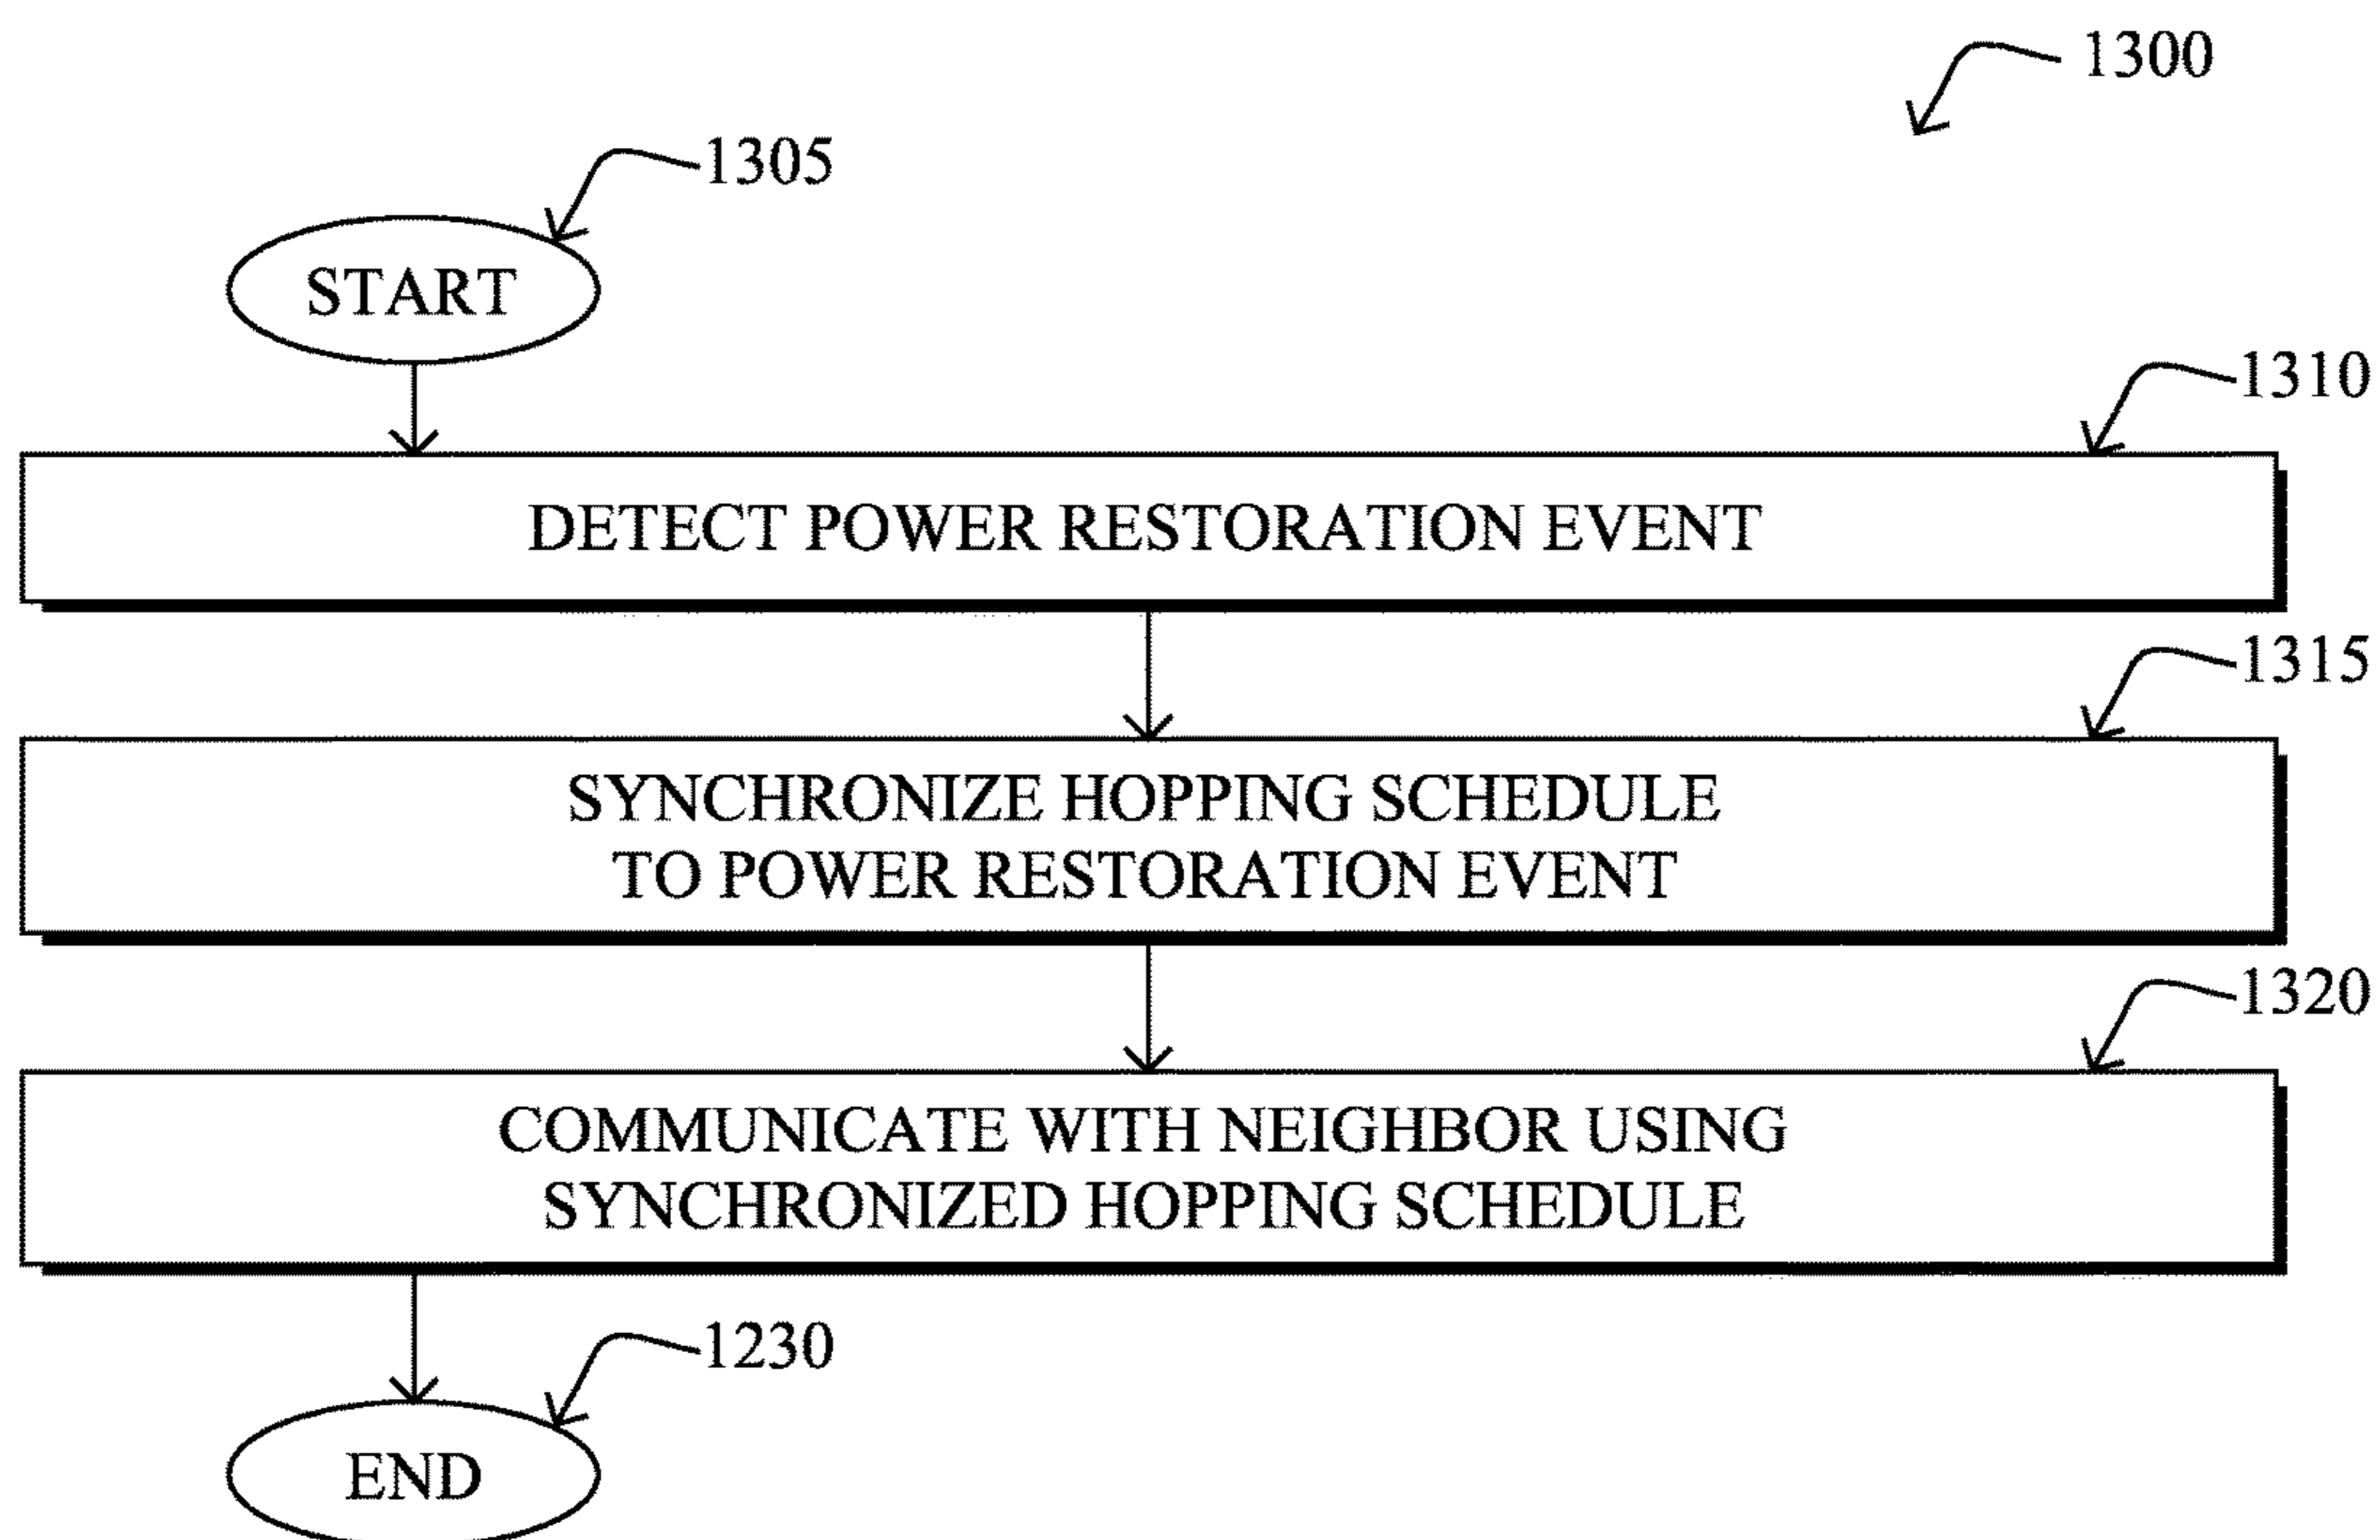 1300
1305
START
1310
DETECT POWER RESTORATION EVENT
1315
SYNCHRONIZE HOPPING SCHEDULE
TO POWER RESTORATION EVENT
1320
COMMUNICATE WITH NEIGHBOR USING
SYNCHRONIZED HOPPING SCHEDULE
1230
END